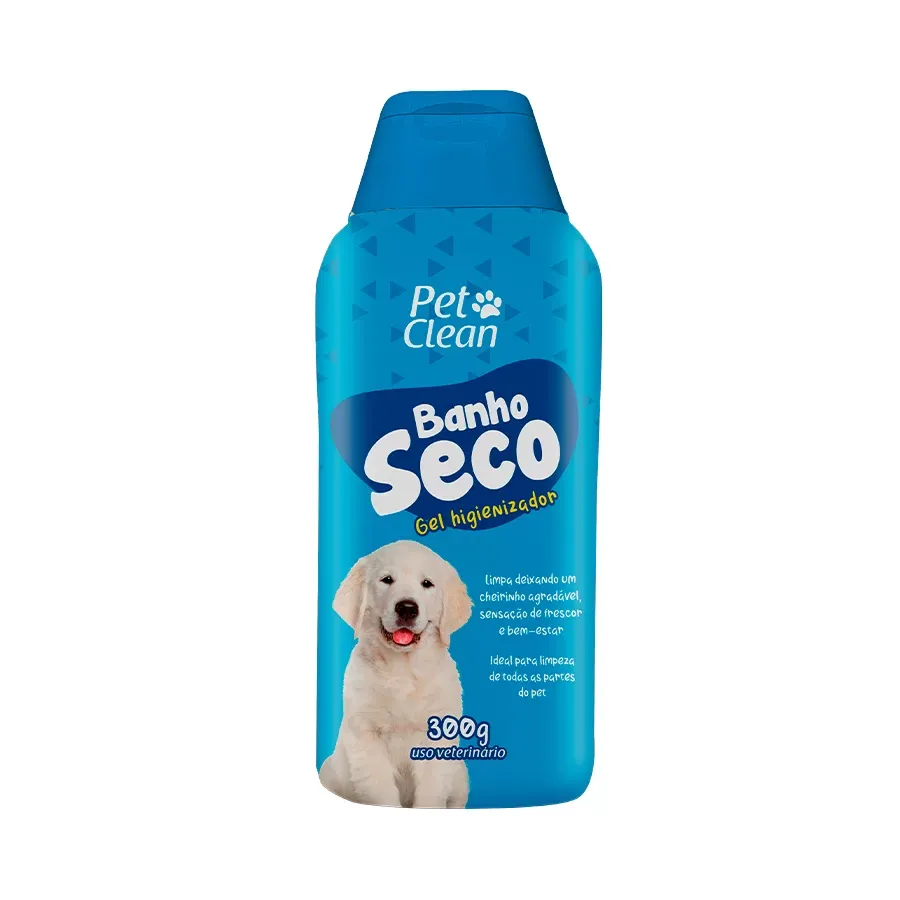 Pet
Clean
Banho
Seco
Gel higienizador
Limpa deixando um
cheirinho agradável,
sensação de frescor
e bem-estar
Ideal para limpeza
de todas as partes
do pet
300g
uso veterinário